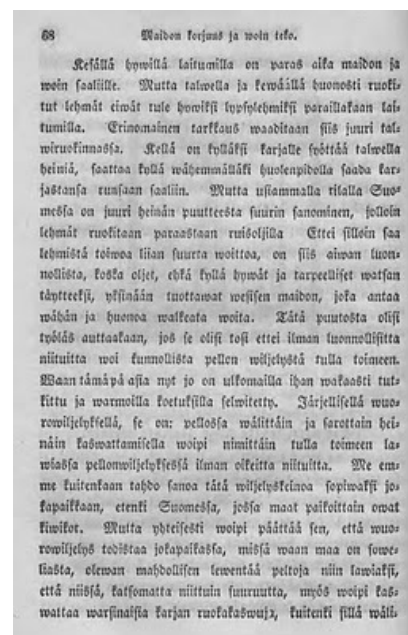 68 Maidon korjuus ja woin teko.
Kesällä hywillä laitumilla on paras aika maidon ja
woin saaliille. Mutta talwella ja kewäällä huonosti ruoki-
tut lehmät eiwät tule hywiksi lypsylehmiksi paraillakaan lai-
tumilla. Erinomainen tarkkaus waaditaan siis juuri tal-
wiruokinnassa. Kellä on kylläksi karjalle syöttää talwella
heiniä, saattaa kyllä wähemmälläki huolenpidolla saada kar-
jastansa runsaan saaliin. Mutta usiammalla tilalla Suo-
messa on juuri heinän puutteesta suurin sanominen, jolloin
lehmät ruokitaan paraastaan ruisoljilla Ettei silloin saa
lehmistä toiwoa liian suurta woittoa, on siis aiwan luon-
nollista, koska oljet, ehkä kyllä hywät ja tarpeelliset watsan
täytteeksi, yksinään tuottawat wesisen maidon, joka antaa
wähän ja huonoa walkeata woita. Tätä puutosta olisi
työläs auttaakaan, jos se olisi tosi ettei ilman luonnollisitta
niituitta woi kunnollista pellon wiljelystä tulla toimeen.
Waan tämäpä asia nyt jo on ulkomailla ihan wakaasti tut-
kittu ja warmoilla koetuksilla selwitetty. Järjellisellä wuo-
rowiljelyksellä, se on: pellossa wälittäin ja sarottain hei-
näin kaswattamisella woipi nimittäin tulla toimeen la-
wiassa pellonwiljelyksessä ilman oikeitta niituitta. Me em-
me kuitenkaan tahdo sanoa tätä wiljelyskeinoa sopiwaksi jo-
kapaikkaan, etenki Suomessa, jossa maat paikoittain owat
kiwikot. Mutta yhteisesti woipi päättää sen, että wuo-
rowiljelys todistaa jokapaikassa, missä waan maa on sowe-
liasta, olewan mahdollisen lewentää peltoja niin lawiaksi,
että niissä, katsomatta niittuin suuruutta, myös woipi kas-
wattaa warsinaisia karjan ruokakaswuja, kuitenki sillä wäli-